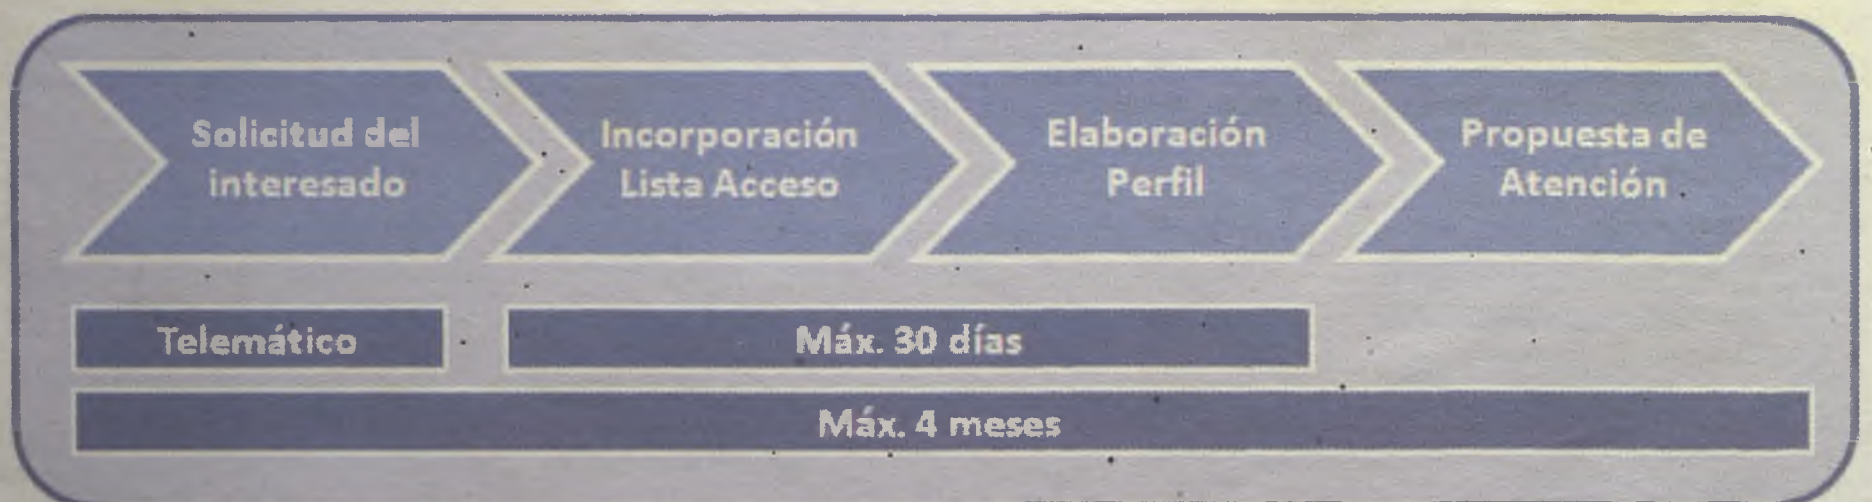 Solicitud del
interesado
Incorporación
Lista Acceso
Elaboración
Perfil
Propuesta de
Atención
Telemático
Máx. 30 días
Máx. 4 meses